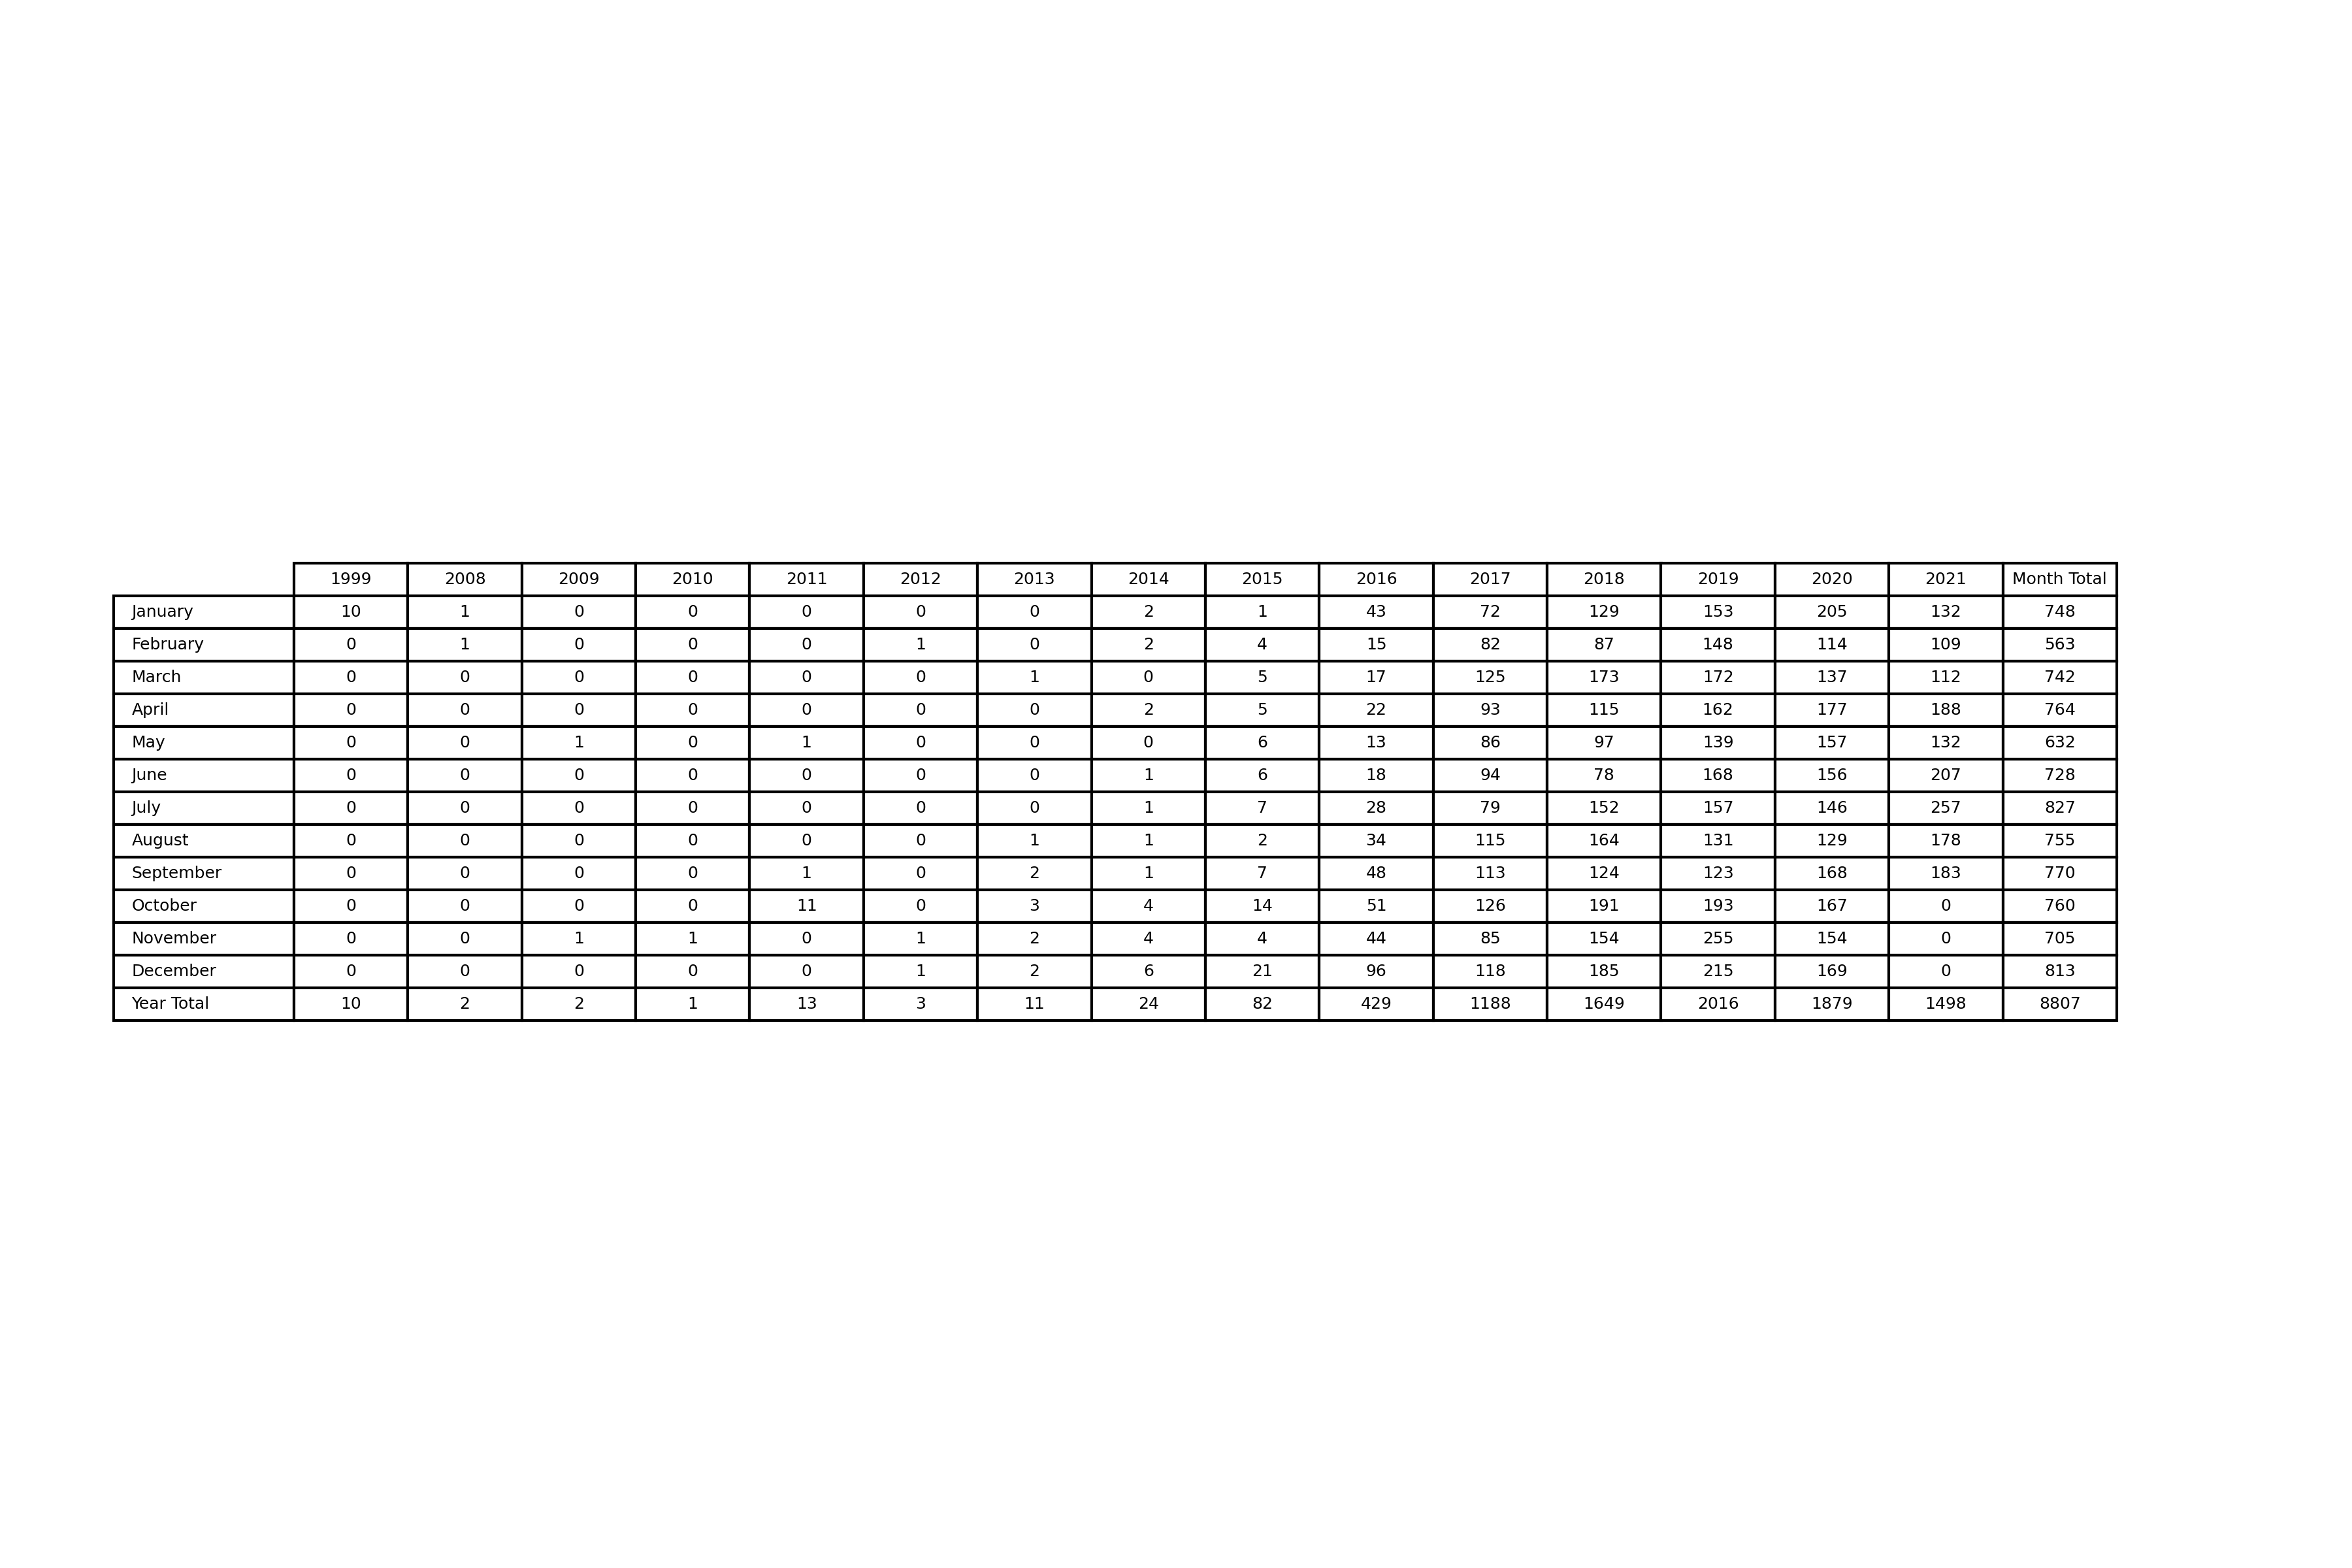 1999 2008 2009 2010 2011 2012 2013 2014 2015 2016 2017 2018 2019 2020 2021 Month Total
January 10 1 0 0 0 0 0 2 1 43 72 129 153 205 132 748
February 0 1 0 0 0 1 0 2 4 15 82 87 148 114 109 563
March 0 0 0 0 0 0 1 0 5 17 125 173 172 137 112 742
April 0 0 0 0 0 0 0 2 5 22 93 115 162 177 188 764
May 0 0 1 0 1 0 0 0 6 13 86 97 139 157 132 632
June 0 0 0 0 0 0 0 1 6 18 94 78 168 156 207 728
July 0 0 0 0 0 0 0 1 7 28 79 152 157 146 257 827
August 0 0 0 0 0 0 1 1 2 34 115 164 131 129 178 755
September 0 0 0 0 1 0 2 1 7 48 113 124 123 168 183 770
October 0 0 0 0 11 0 3 4 14 51 126 191 193 167 0 760
November 0 0 1 1 0 1 2 4 4 44 85 154 255 154 0 705
December 0 0 0 0 0 1 2 6 21 96 118 185 215 169 0 813
Year Total 10 2 2 1 13 3 11 24 82 429 1188 1649 2016 1879 1498 8807